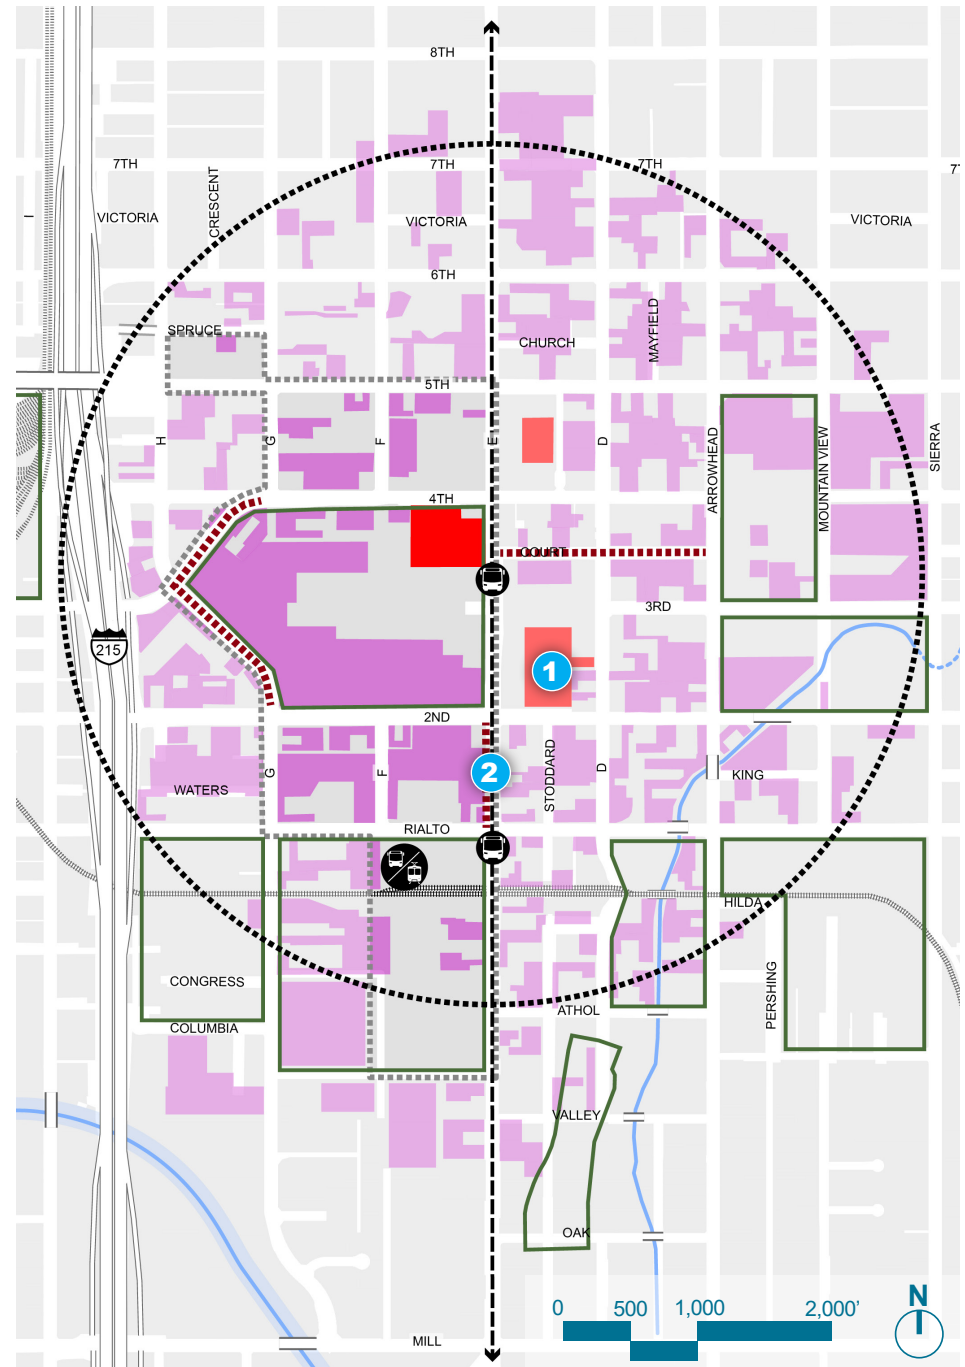 8TH
7TH
7TH
7TH
7T
CRESCENT
I
VICTORIA
VICTORIA
VICTORIA
6TH
SPRUCE
CHURCH
MAYFIELD
5TH
H
G
F
E
D
ARROWHEAD
MOUNTAIN VIEW
SIERRA
4TH
COURT
3RD
215
1
2ND
G
F
2
STODDARD
D
KING
WATERS
RIALTO
HILDA
CONGRESS
PERSHING
ATHOL
COLUMBIA
VALLEY
OAK
MILL
0 500 1,000 2,000'
N